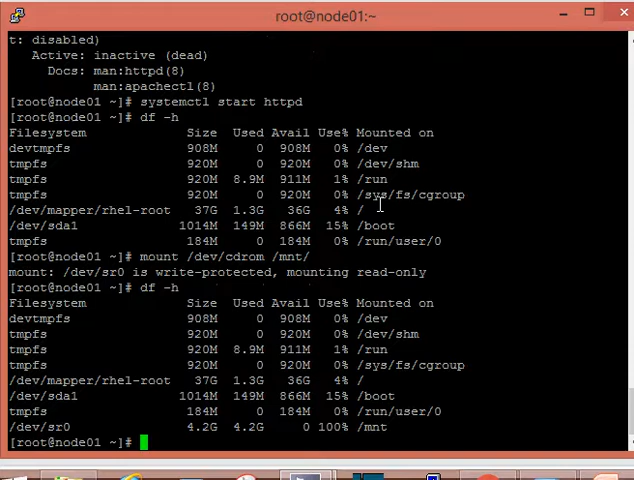 root@node01:~
t: disabled)
Active: inactive (dead)
Docs: man:httpd(8)
man:apachectl(8)
[root@node01 ~]# systemctl start httpd
[root@node01 ~]# df -h
Filesystem Size Used Avail Use% Mounted on
devtmpfs 908M 0 908M 0% /dev
tmpfs 920M 0 920M 0% /dev/shm
tmpfs 920M 8.9M 911M 1% /run
tmpfs 920M 0 920M 0% /sys/fs/cgroup
/dev/mapper/rhel-root 37G 1.3G 36G 4% /
/dev/sda1 1014M 149M 866M 15% /boot
tmpfs 184M 0 184M 0% /run/user/0
[root@node01 ~]# mount /dev/cdrom /mnt/
mount: /dev/sr0 is write-protected, mounting read-only
[root@node01 ~]# df -h
Filesystem Size Used Avail Use% Mounted on
devtmpfs 908M 0 908M 0% /dev
tmpfs 920M 0 920M 0% /dev/shm
tmpfs 920M 8.9M 911M 1% /run
tmpfs 920M 0 920M 0% /sys/fs/cgroup
/dev/mapper/rhel-root 37G 1.3G 36G 4% /
/dev/sda1 1014M 149M 866M 15% /boot
tmpfs 184M 0 184M 0% /run/user/0
/dev/sr0 4.2G 4.2G 0 100% /mnt
[root@node01 ~]#